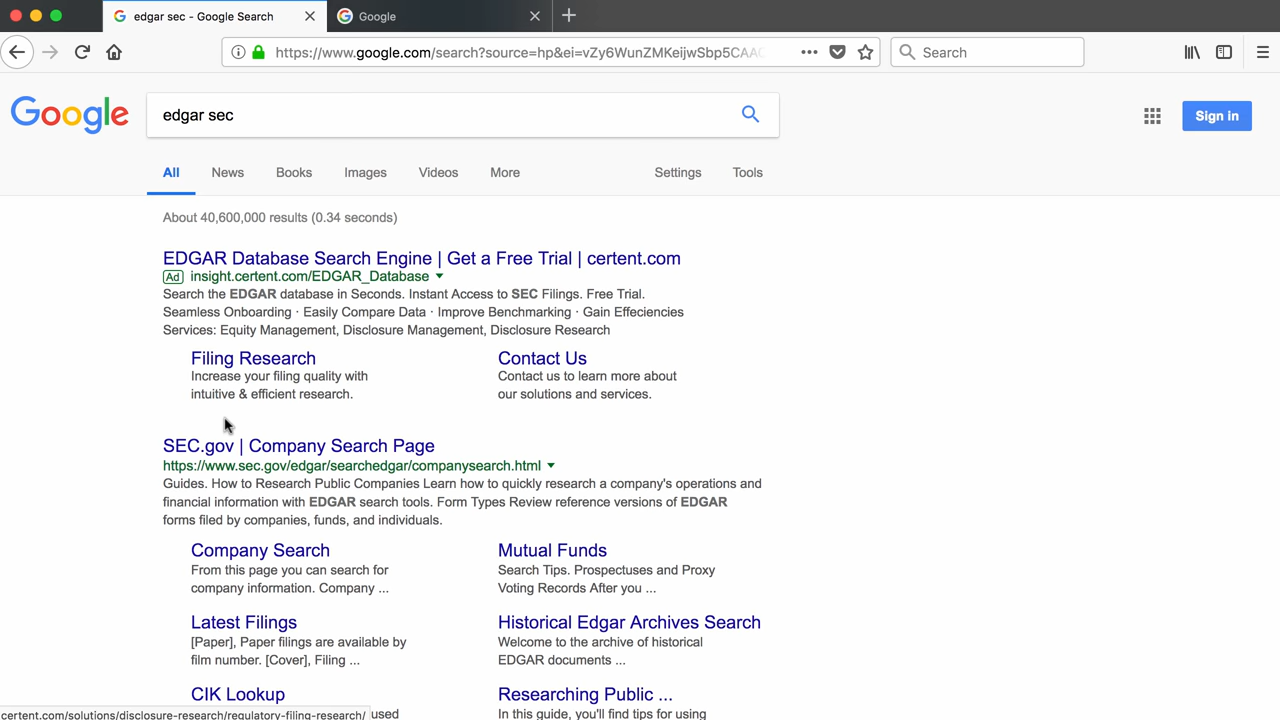 edgar sec - Google Search
Google
https://www.google.com/search?source=hp&ei=vZy6WunZMKeijwSbp5CAAC
Search
Google
edgar sec
Sign in
All News Books Images Videos More Settings Tools
About 40,600,000 results (0.34 seconds)
EDGAR Database Search Engine | Get a Free Trial | certent.com
Ad insight.certent.com/EDGAR_Database
Search the EDGAR database in Seconds. Instant Access to SEC Filings. Free Trial.
Seamless Onboarding · Easily Compare Data · Improve Benchmarking · Gain Effeciencies
Services: Equity Management, Disclosure Management, Disclosure Research
Filing Research
Increase your filing quality with
intuitive & efficient research.
Contact Us
Contact us to learn more about
our solutions and services.
SEC.gov | Company Search Page
https://www.sec.gov/edgar/searchedgar/companysearch.html
Guides. How to Research Public Companies Learn how to quickly research a company's operations and
financial information with EDGAR search tools. Form Types Review reference versions of EDGAR
forms filed by companies, funds, and individuals.
Company Search
From this page you can search for
company information. Company ...
Mutual Funds
Search Tips. Prospectuses and Proxy
Voting Records After you ...
Latest Filings
[Paper], Paper filings are available by
film number. [Cover], Filing ...
Historical Edgar Archives Search
Welcome to the archive of historical
EDGAR documents ...
CIK Lookup
used
Researching Public ...
In this guide, you'll find tips for using
certent.com/solutions/disclosure-research/regulatory-filing-research/